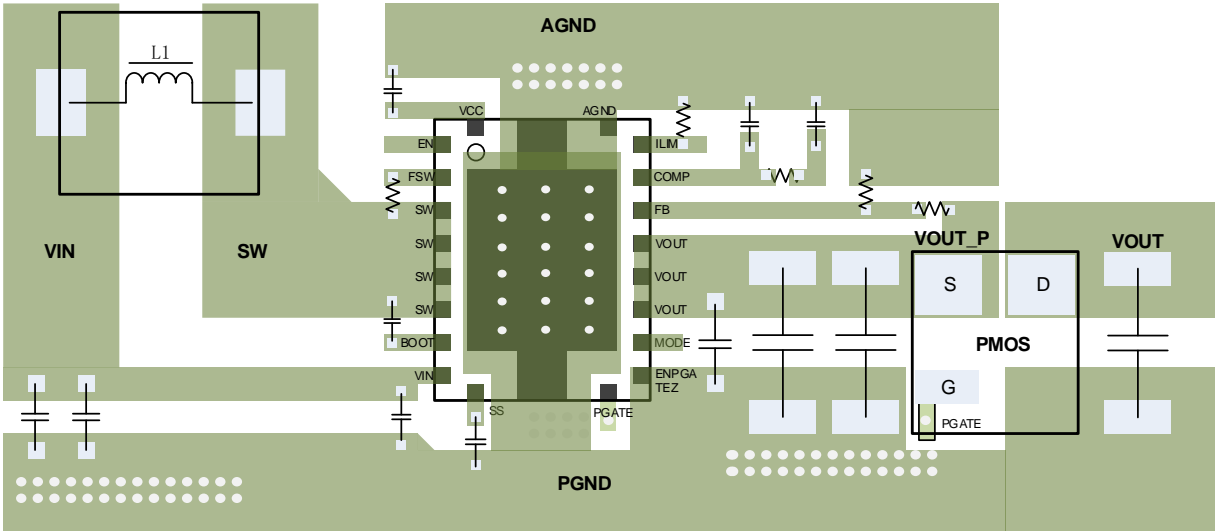 AGND
L1
VCC
AGND
EN
ILIM
FSW
COMP
SW
FB
VIN
SW
SW
VOUT
VOUT_P
VOUT
SW
VOUT
S
D
SW
VOUT
BOOT
MODE
PMOS
VIN
ENPGA
TEZ
G
SS
PGATE
PGATE
PGND